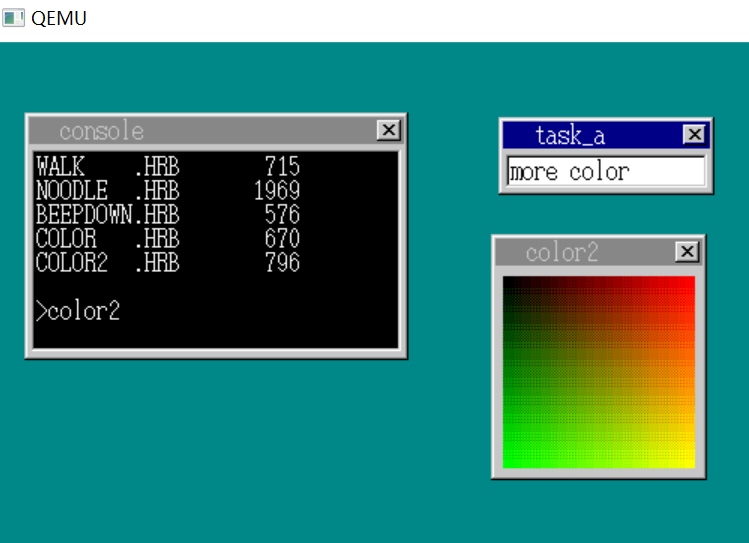 QEMU
console
WALK    .HRB       715
NOODLE  .HRB      1969
BEEPDOWN.HRB       576
COLOR   .HRB       670
COLOR2  .HRB       796
>color2
task_a
more color
color2